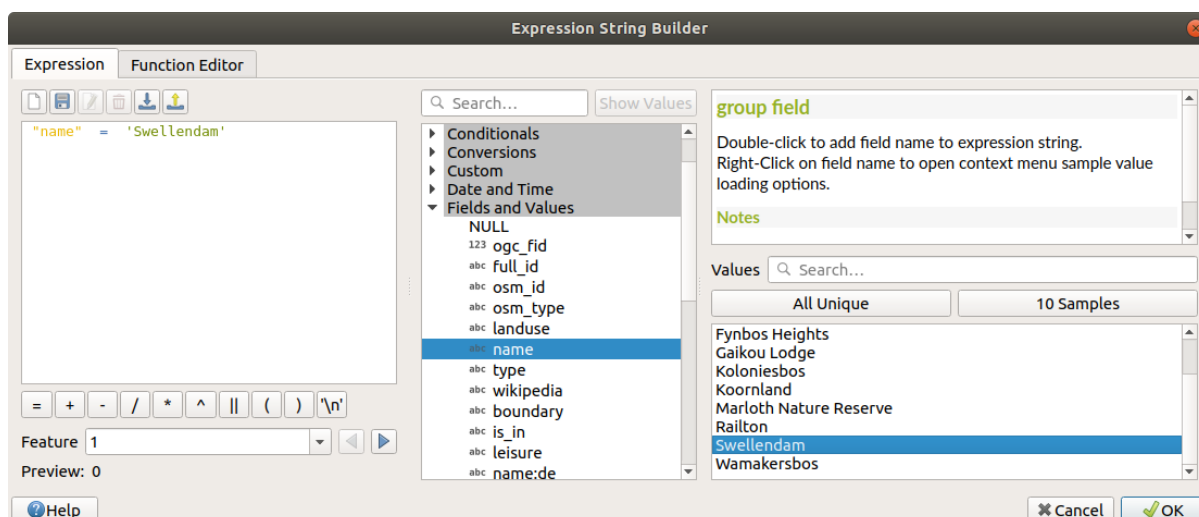 Expression String Builder
Expression Function Editor
"name" = 'Swellendam'
= + - / * ^ || ( ) '\n'
Feature 1
Preview: 0
Search... Show Values
Conditionals
Conversions
Custom
Date and Time
Fields and Values
NULL
123 ogc_fid
abc full_id
abc osm_id
abc osm_type
abc landuse
abc name
abc type
abc wikipedia
abc boundary
abc is_in
abc leisure
abc name:de
group field
Double-click to add field name to expression string.
Right-Click on field name to open context menu sample value
loading options.
Notes
Values Search...
All Unique 10 Samples
Fynbos Heights
Gaikou Lodge
Koloniesbos
Koornland
Marloth Nature Reserve
Railton
Swellendam
Wamakersbos
Help Cancel OK